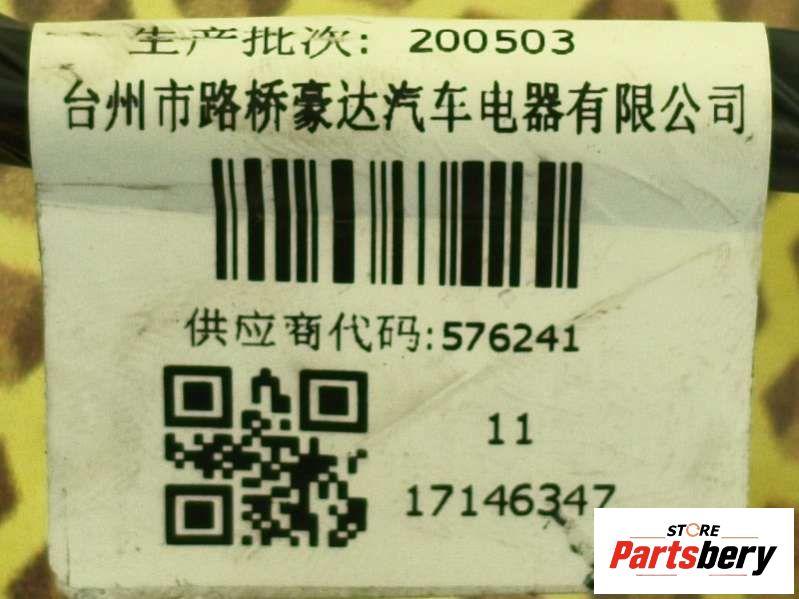 生产批次: 200503
台州市路桥豪达汽车电器有限公司
供应商代码:576241
11
17146347
STORE
Partsbery